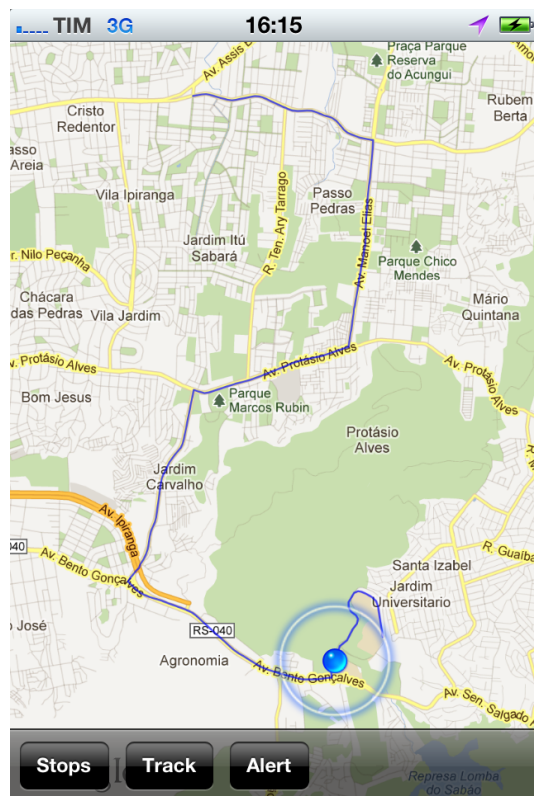 TIM 3G 16:15
Av. Assis
Praça Parque
Reserva
do Acungui
Cristo
Redentor
Rubem
Berta
asso
Areia
Vila Ipiranga
R. Ten. Ary Tarrago
Passo
Pedras
Av. Manoel Elias
Jardim Itú
Sabará
r. Nilo Peçanha
Parque Chico
Mendes
Chácara
das Pedras
Vila Jardim
Mário
Quintana
v. Protásio Alves
Av. Protásio Alves
Av. Protásio Alves
Parque
Marcos Rubin
Bom Jesus
Protásio
Alves
Jardim
Carvalho
Av. Ipiranga
040
Av. Bento Gonçalves
R. Guaíba
Santa Izabel
Jardim
Universitario
o José
RS-040
Agronomia
Av. Bento Gonçalves
Av. Sen. Salgado
Stops Track Alert
Represa Lomba
do Sabão